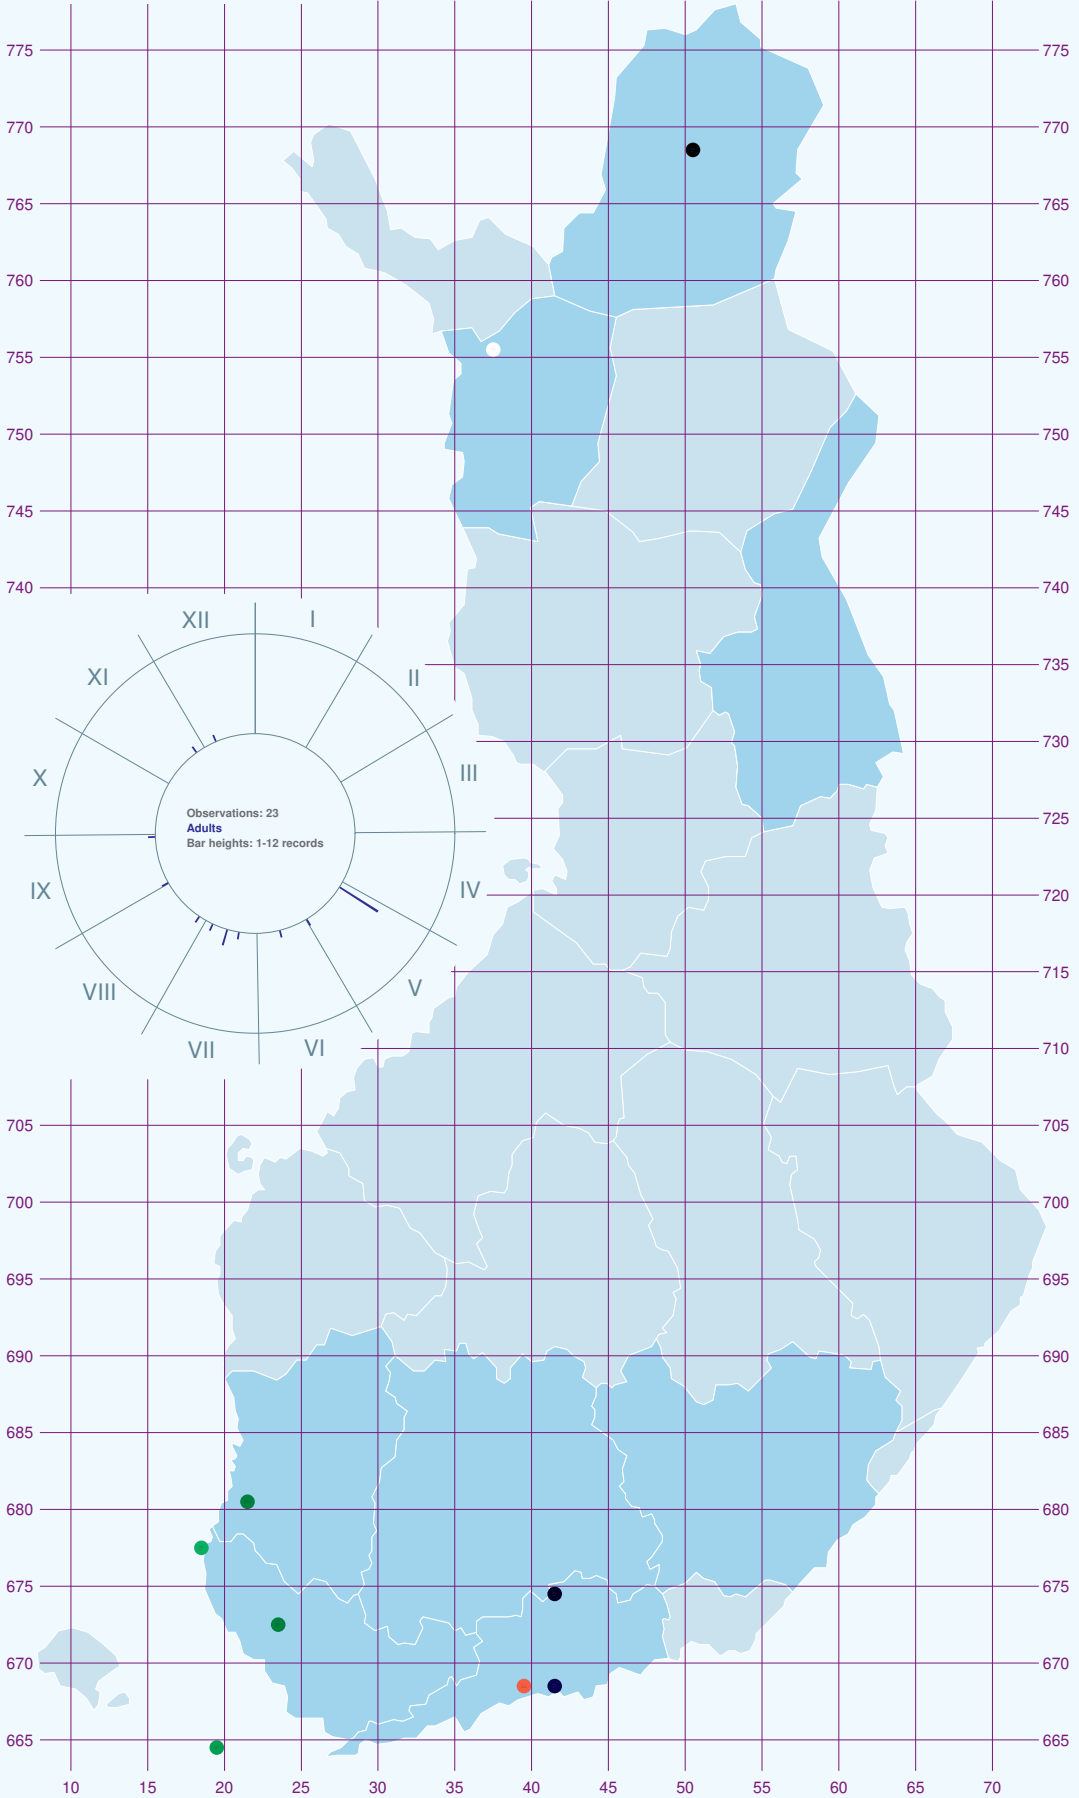 775 775
770 770
765 765
760 760
755 755
750 750
745 745
740 740
735
730
725
720
715
710
705 705
700 700
695 695
690 690
685 685
680 680
675 675
670 670
665 665
XII I
XI II
X III
IX IV
VIII V
VII VI
Observations: 23
Adults
Bar heights: 1-12 records
10 15 20 25 30 35 40 45 50 55 60 65 70